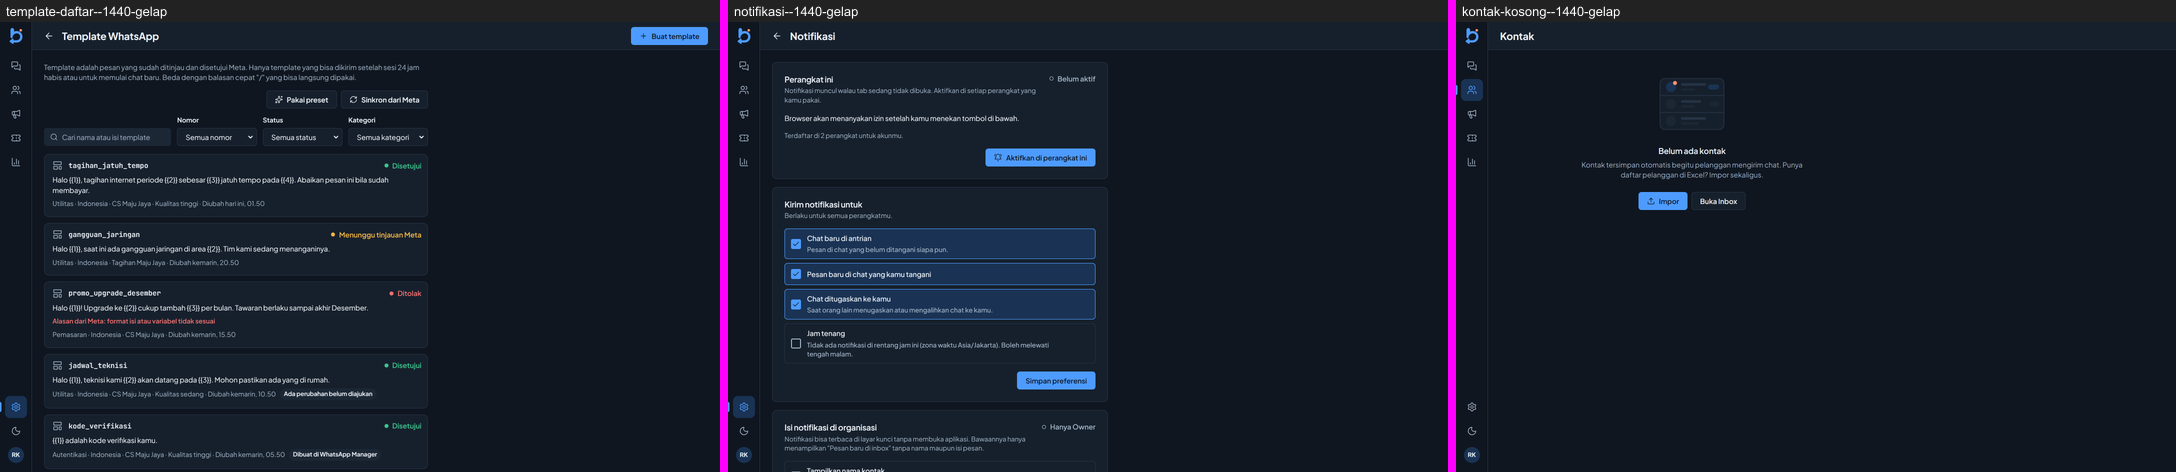 template-daftar--1440-gelap
Template WhatsApp
Buat template
Template adalah pesan yang sudah ditinjau dan disetujui Meta. Hanya template yang bisa dikirim setelah sesi 24 jam
habis atau untuk memulai chat baru. Beda dengan balasan cepat "/" yang bisa langsung dipakai.
Pakai preset
Sinkron dari Meta
Nomor
Status
Kategori
Cari nama atau isi template
Semua nomor
Semua status
Semua kategori
tagihan_jatuh_tempo
Disetujui
Halo {{1}}, tagihan internet periode {{2}} sebesar {{3}} jatuh tempo pada {{4}}. Abaikan pesan ini bila sudah
membayar.
Utilitas · Indonesia · CS Maju Jaya · Kualitas tinggi · Diubah hari ini, 01.50
gangguan_jaringan
Menunggu tinjauan Meta
Halo {{1}}, saat ini ada gangguan jaringan di area {{2}}. Tim kami sedang menanganinya.
Utilitas · Indonesia · Tagihan Maju Jaya · Diubah kemarin, 20.50
promo_upgrade_desember
Ditolak
Halo {{1}}! Upgrade ke {{2}} cukup tambah {{3}} per bulan. Tawaran berlaku sampai akhir Desember.
Alasan dari Meta: format isi atau variabel tidak sesuai
Pemasaran · Indonesia · CS Maju Jaya · Diubah kemarin, 15.50
jadwal_teknisi
Disetujui
Halo {{1}}, teknisi kami {{2}} akan datang pada {{3}}. Mohon pastikan ada yang di rumah.
Utilitas · Indonesia · CS Maju Jaya · Kualitas sedang · Diubah kemarin, 10.50
Ada perubahan belum diajukan
kode_verifikasi
Disetujui
{{1}} adalah kode verifikasi kamu.
Autentikasi · Indonesia · CS Maju Jaya · Kualitas tinggi · Diubah kemarin, 05.50
Dibuat di WhatsApp Manager
RK
notifikasi--1440-gelap
Notifikasi
Perangkat ini
Belum aktif
Notifikasi muncul walau tab sedang tidak dibuka. Aktifkan di setiap perangkat yang
kamu pakai.
Browser akan menanyakan izin setelah kamu menekan tombol di bawah.
Terdaftar di 2 perangkat untuk akunmu.
Aktifkan di perangkat ini
Kirim notifikasi untuk
Berlaku untuk semua perangkatmu.
Chat baru di antrian
Pesan di chat yang belum ditangani siapa pun.
Pesan baru di chat yang kamu tangani
Chat ditugaskan ke kamu
Saat orang lain menugaskan atau mengalihkan chat ke kamu.
Jam tenang
Tidak ada notifikasi di rentang jam ini (zona waktu Asia/Jakarta). Boleh melewati
tengah malam.
Simpan preferensi
Isi notifikasi di organisasi
Hanya Owner
Notifikasi bisa terbaca di layar kunci tanpa membuka aplikasi. Bawaannya hanya
menampilkan "Pesan baru di inbox" tanpa nama maupun isi pesan.
Tampilkan nama kontak
RK
kontak-kosong--1440-gelap
Kontak
Belum ada kontak
Kontak tersimpan otomatis begitu pelanggan mengirim chat. Punya
daftar pelanggan di Excel? Impor sekaligus.
Impor
Buka Inbox
RK